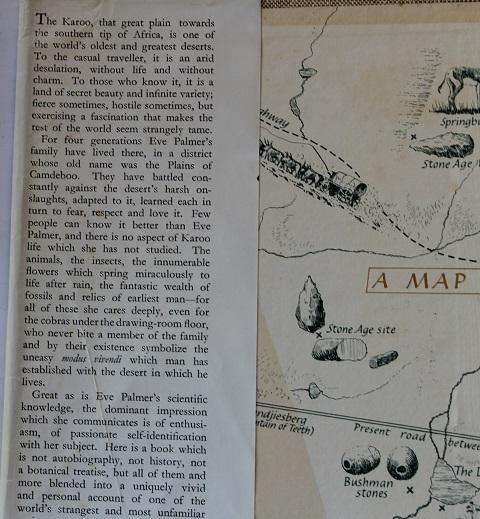 The Karoo, that great plain towards
the southern tip of Africa, is one of
the world's oldest and greatest deserts.
To the casual traveller, it is an arid
desolation, without life and without
charm. To those who know it, it is a
land of secret beauty and infinite variety;
fierce sometimes, hostile sometimes, but
exercising a fascination that makes the
rest of the world seem strangely tame.
For four generations Eve Palmer's
family have lived there, in a district
whose old name was the Plains of
Camdeboo. They have battled con-
stantly against the desert's harsh on-
slaughts, adapted to it, learned each in
turn to fear, respect and love it. Few
people can know it better than Eve
Palmer, and there is no aspect of Karoo
life which she has not studied. The
animals, the insects, the innumerable
flowers which spring miraculously to
life after rain, the fantastic wealth of
fossils and relics of earliest man—for
all of these she cares deeply, even for
the cobras under the drawing-room floor,
who never bite a member of the family
and by their existence symbolize the
uneasy modus vivendi which man has
established with the desert in which he
lives.
Great as is Eve Palmer's scientific
knowledge, the dominant impression
which she communicates is of enthusi-
asm, of passionate self-identification
with her subject. Here is a book which
is not autobiography, not history, not
a botanical treatise, but all of them and
more blended into a uniquely vivid
and personal account of one of the
world's strangest and most unfamiliar
ghway
Springb
Stone Age
A MAP
Stone Age site
ndjiesberg
ntain of Teeth)
Present road
betwee
Bushman
stones
The D